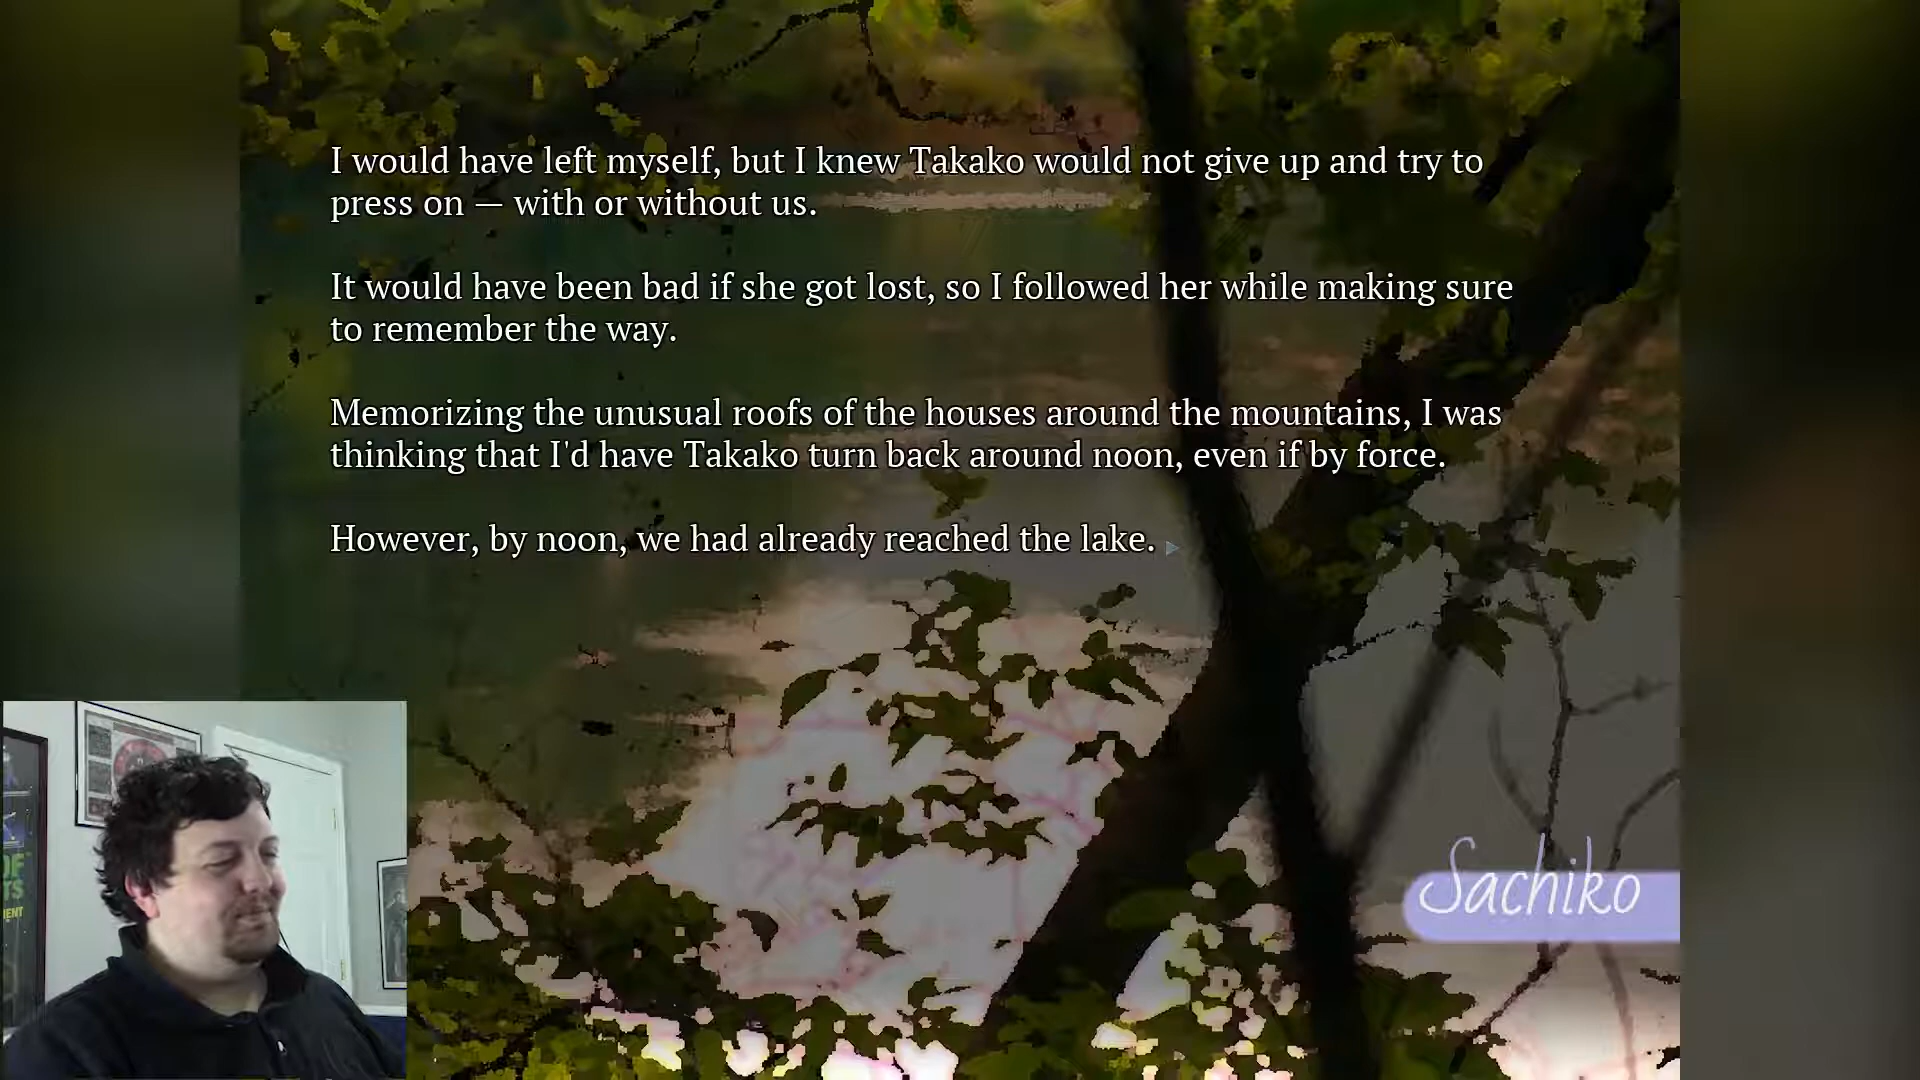 I would have left myself, but I knew Takako would not give up and try to
press on — with or without us.
It would have been bad if she got lost, so I followed her while making sure
to remember the way.
Memorizing the unusual roofs of the houses around the mountains, I was
thinking that I'd have Takako turn back around noon, even if by force.
However, by noon, we had already reached the lake.
Sachiko